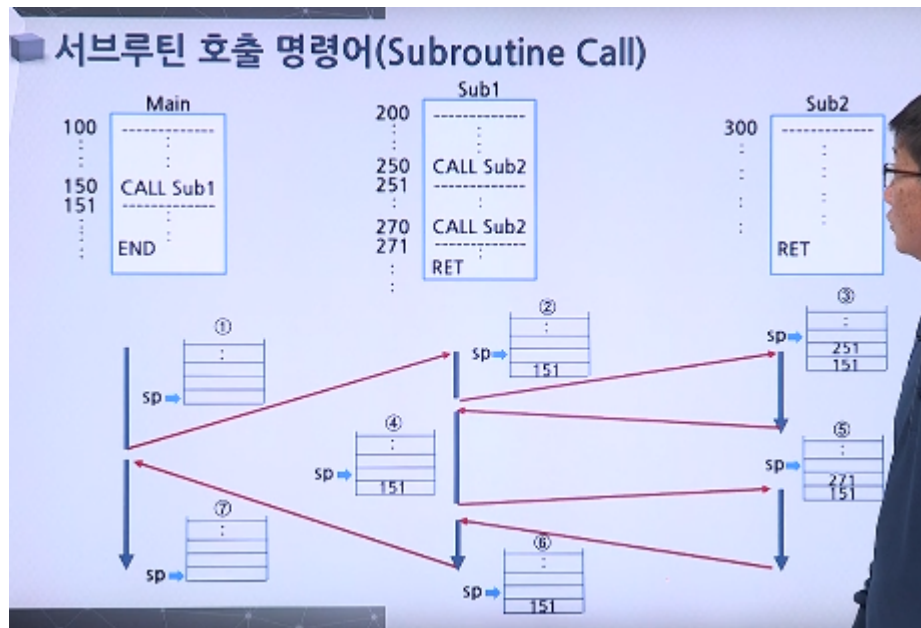 서브루틴 호출 명령어(Subroutine Call)
Main
100
150 CALL Sub1
151
END
Sub1
200
250 CALL Sub2
251
270 CALL Sub2
271
RET
Sub2
300
RET
①
sp
②
sp
151
③
sp
251
151
④
sp
151
⑤
sp
271
151
⑥
sp
151
⑦
sp